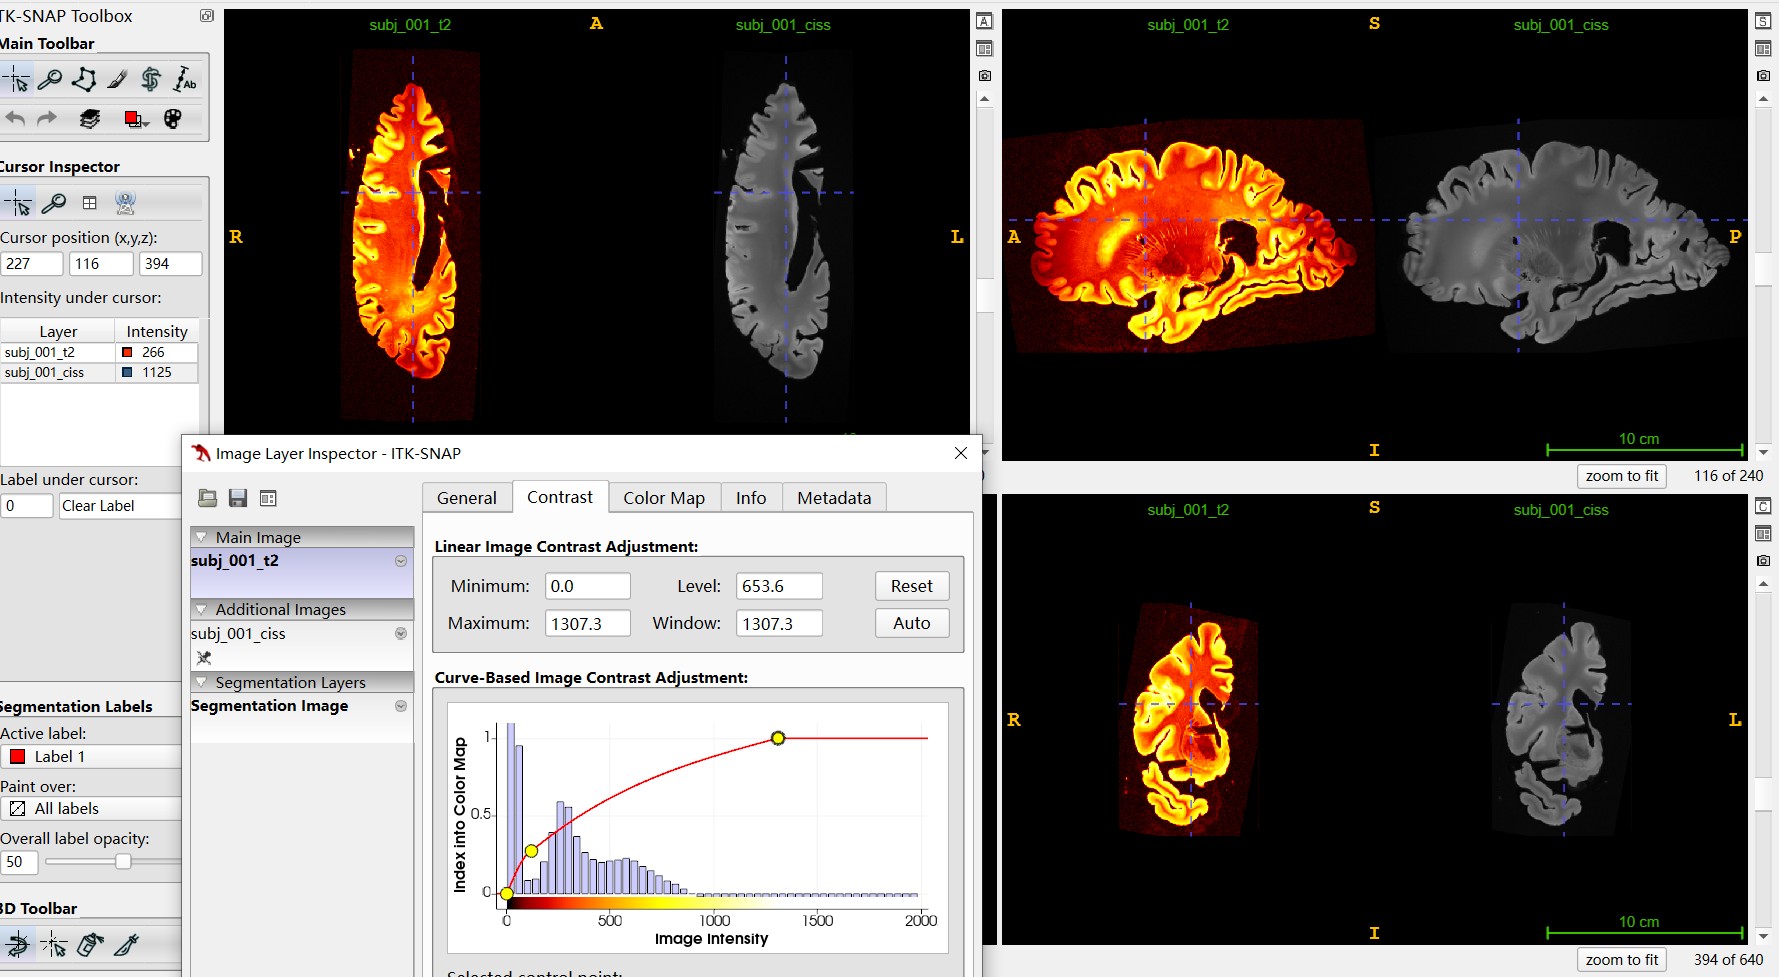 TK-SNAP Toolbox
Main Toolbar
Ab
Cursor Inspector
Cursor position (x,y,z):
227 116 394
Intensity under cursor:
Layer Intensity
subj_001_t2 266
subj_001_ciss 1125
Label under cursor:
0 Clear Label
Segmentation Labels
Active label:
Label 1
Paint over:
All labels
Overall label opacity:
50
3D Toolbar
subj_001_t2 A subj_001_ciss
R L
A
subj_001_t2 S subj_001_ciss
S
A P
10 cm
I
zoom to fit 116 of 240
subj_001_t2 S subj_001_ciss
C
R L
10 cm
I
zoom to fit 394 of 640
Image Layer Inspector - ITK-SNAP
General Contrast Color Map Info Metadata
Main Image
subj_001_t2
Additional Images
subj_001_ciss
Segmentation Layers
Segmentation Image
Linear Image Contrast Adjustment:
Minimum: 0.0 Level: 653.6 Reset
Maximum: 1307.3 Window: 1307.3 Auto
Curve-Based Image Contrast Adjustment:
Index into Color Map
1
0.5
0
0 500 1000 1500 2000
Image Intensity
Selected control point: